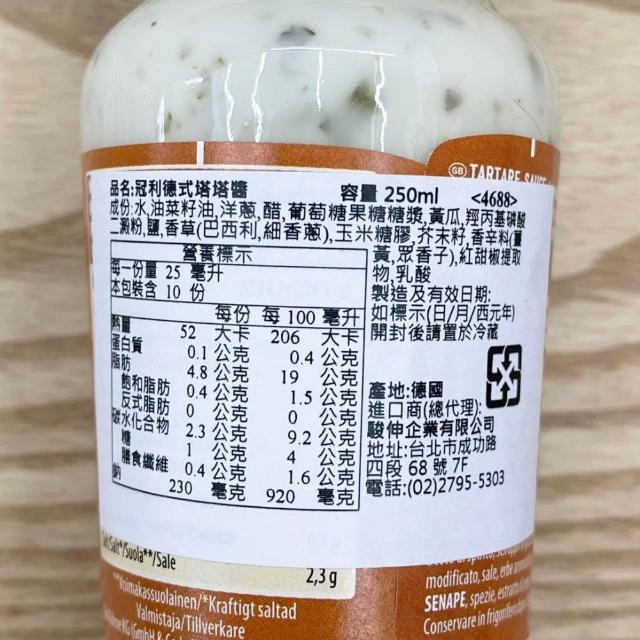 GB TARTARE SAUCE
品名:冠利德式塔塔醬 容量 250ml <4688>
成份:水,油菜籽油,洋蔥,醋,葡萄糖果糖糖漿,黃瓜,羥丙基磷酸
二澱粉,鹽,香草(巴西利,細香蔥),玉米糖膠,芥末籽,香辛料(薑
黃,眾香子),紅甜椒提取
物,乳酸
營養標示
每一份量 25 毫升
本包裝含 10 份
每份 每 100 毫升
熱量 52 大卡 206 大卡
蛋白質 0.1 公克 0.4 公克
脂肪 4.8 公克 19 公克
飽和脂肪 0.4 公克 1.5 公克
反式脂肪 0 公克 0 公克
碳水化合物 2.3 公克 9.2 公克
糖 1 公克 4 公克
膳食纖維 0.4 公克 1.6 公克
鈉 230 毫克 920 毫克
製造及有效日期:
如標示(日/月/西元年)
開封後請置於冷藏
產地:德國
進口商(總代理):
駿伸企業有限公司
地址:台北市成功路
四段 68 號 7F
電話:(02)2795-5303
/Suola**/Sale
2,3 g
*Voimakassuolainen/*Kraftigt saltad
Valmistaja/Tillverkare
modificato, sale, erbe
SENAPE, spezie, estratto
Conservare in frigorifero